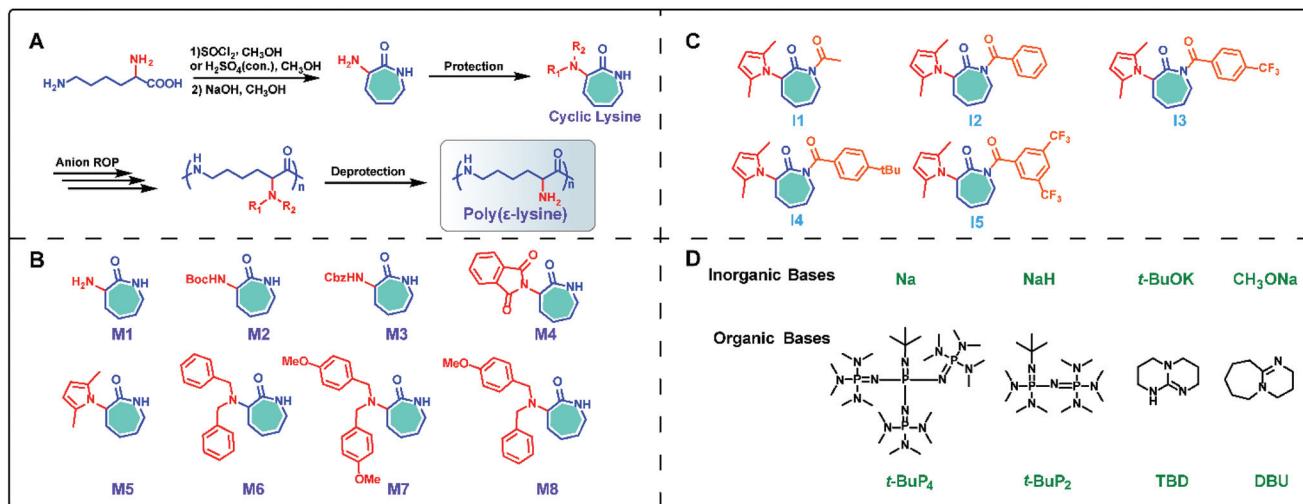 A
H₂N
NH₂
COOH
1)SOCl₂, CH₃OH
or H₂SO₄(con.), CH₃OH
2) NaOH, CH₃OH
H₂N
O
NH
Protection
R₂
R₁
N
O
NH
Cyclic Lysine
Anion ROP
H
N
O
n
N
R₁
R₂
Deprotection
H
N
O
n
NH₂
Poly(ε-lysine)
B
H₂N
O
NH
M1
BocHN
O
NH
M2
CbzHN
O
NH
M3
O
N
O
O
NH
M4
N
O
NH
M5
N
O
NH
M6
MeO
N
O
NH
OMe
M7
MeO
N
O
NH
M8
C
N
O
N
O
I1
N
O
N
O
I2
N
O
N
O
CF₃
I3
N
O
N
O
tBu
I4
N
O
N
O
CF₃
CF₃
I5
D
Inorganic Bases
Na
NaH
t-BuOK
CH₃ONa
Organic Bases
N
N
N
P
N
N
P
N
N
P
N
N
N
N
P
N
N
t-BuP₄
N
N
N
P
N
P
N
N
N
N
t-BuP₂
N
N
N
H
TBD
N
N
DBU